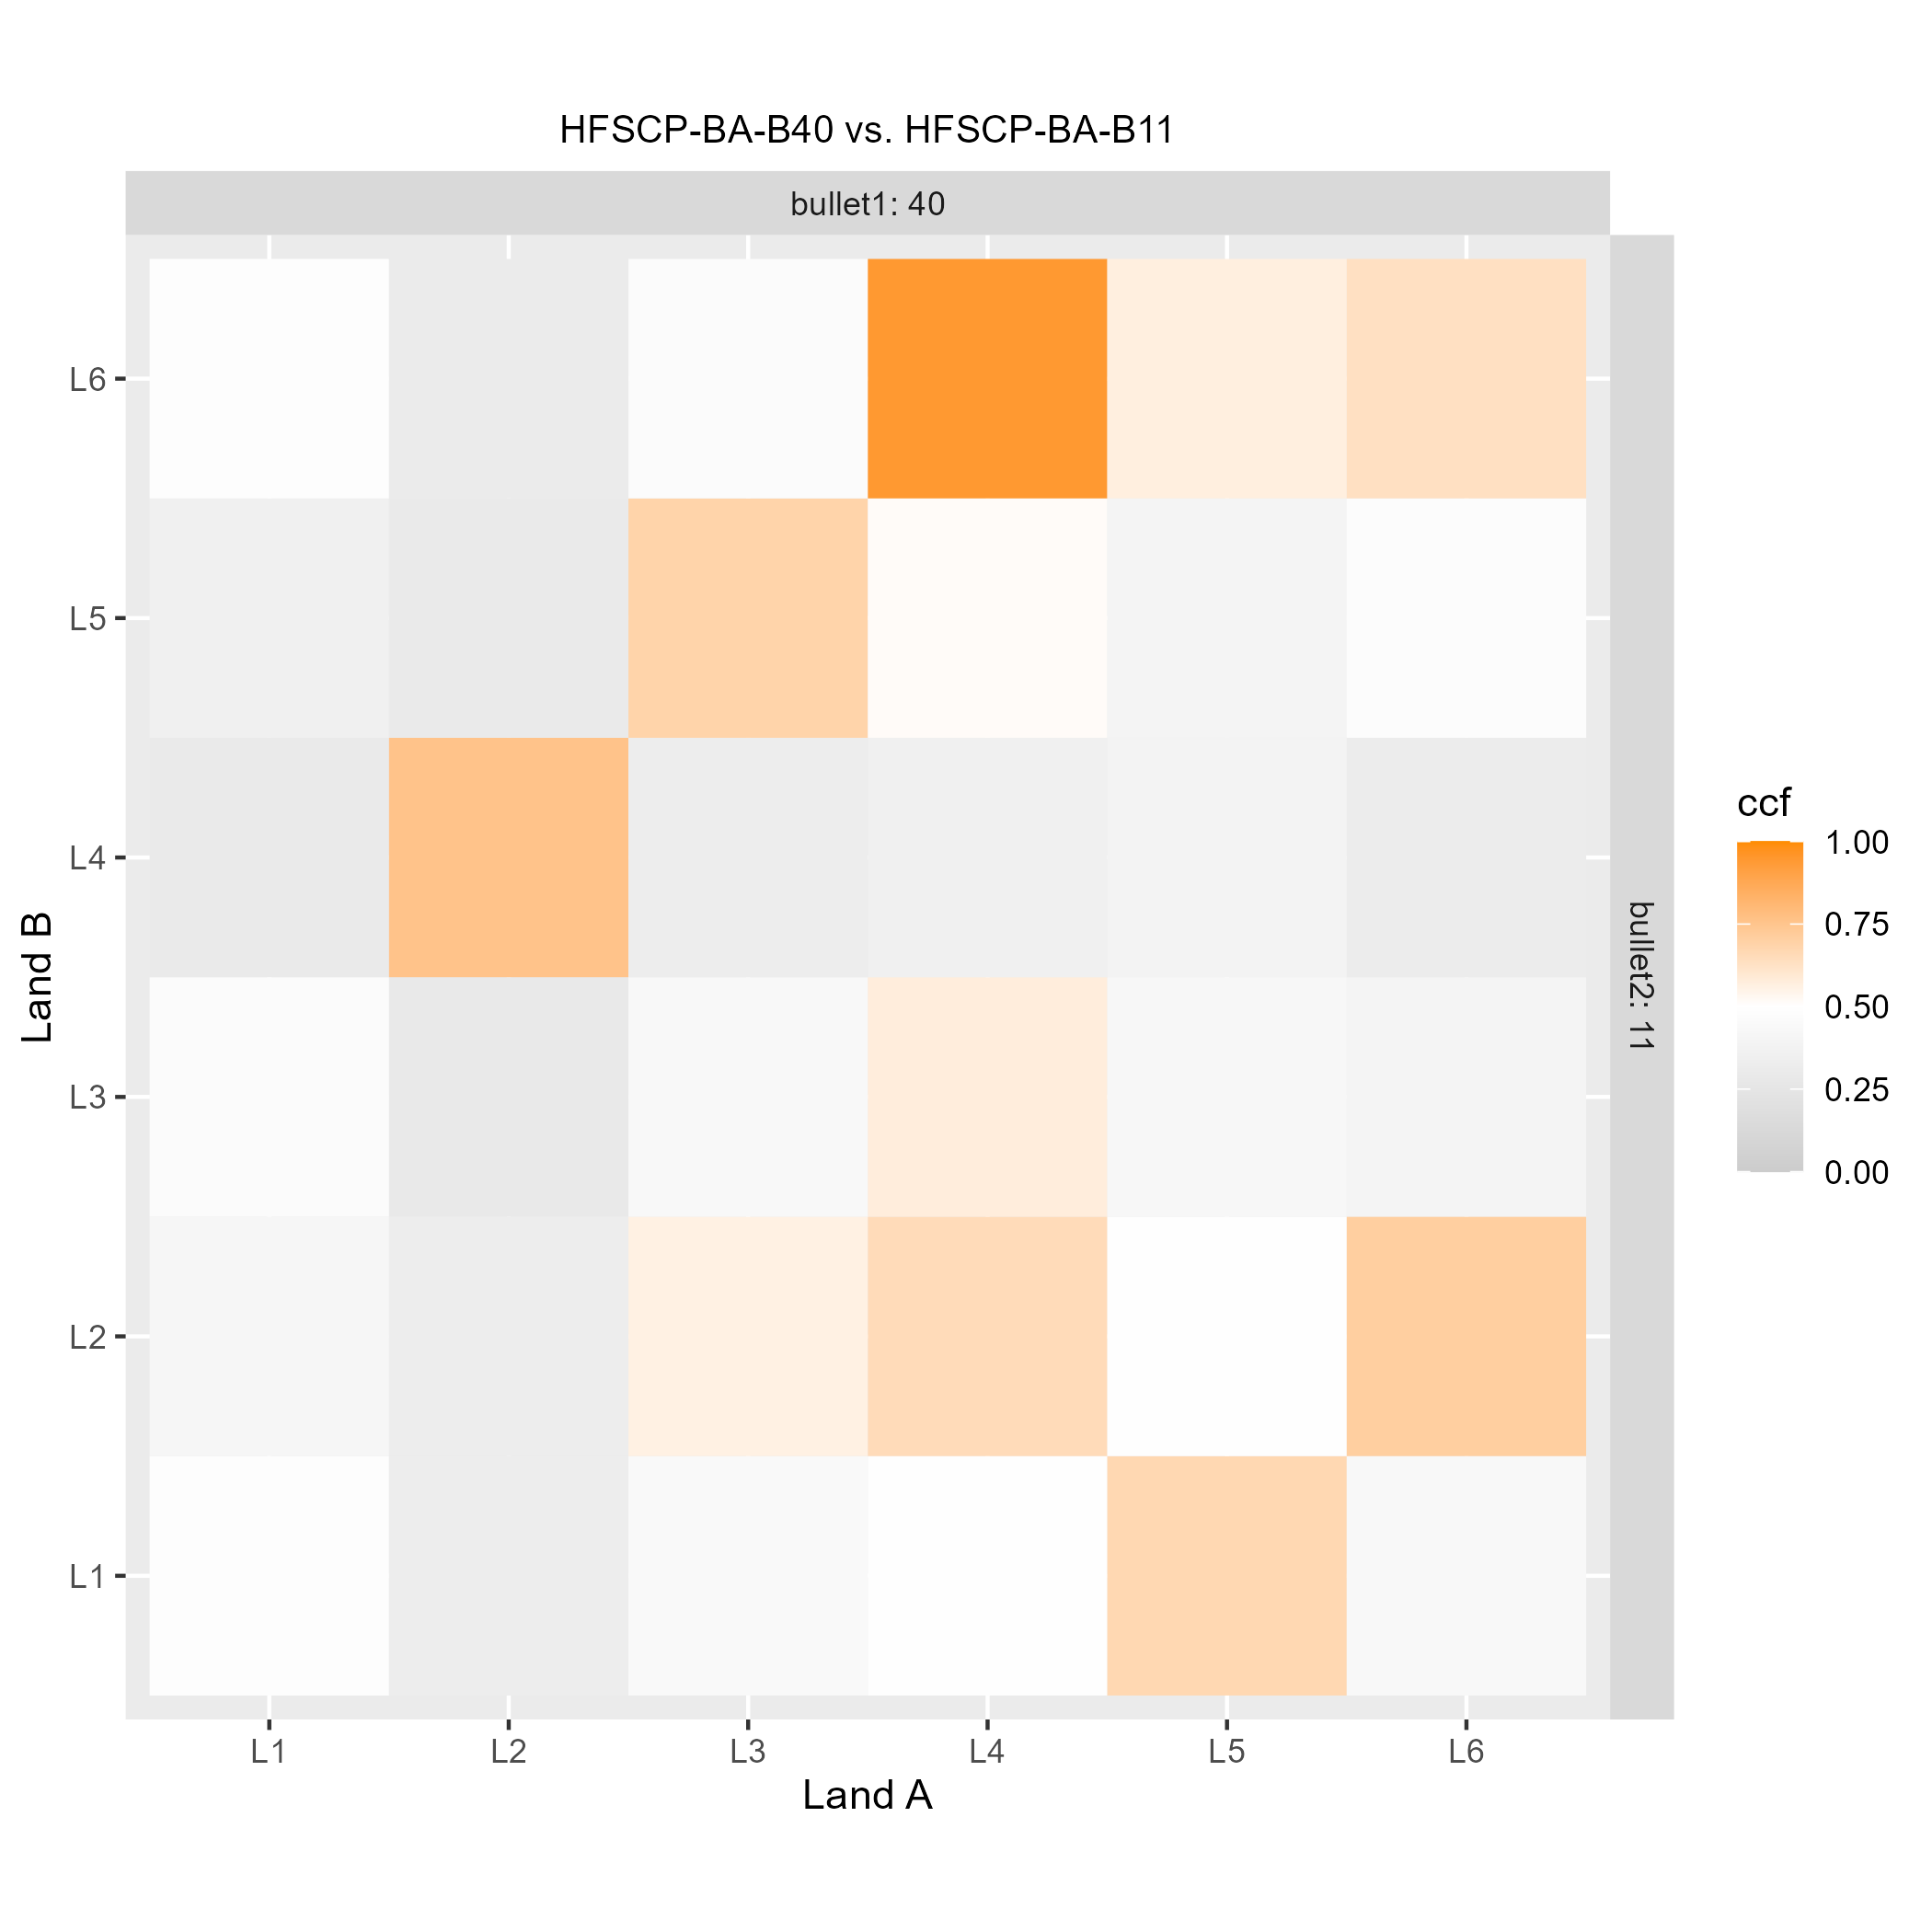 HFSCP-BA-B40 vs. HFSCP-BA-B11
bullet1: 40
L6
L5
L4
L3
L2
L1
Land B
bullet2: 11
L1 L2 L3 L4 L5 L6
Land A
ccf
1.00
0.75
0.50
0.25
0.00